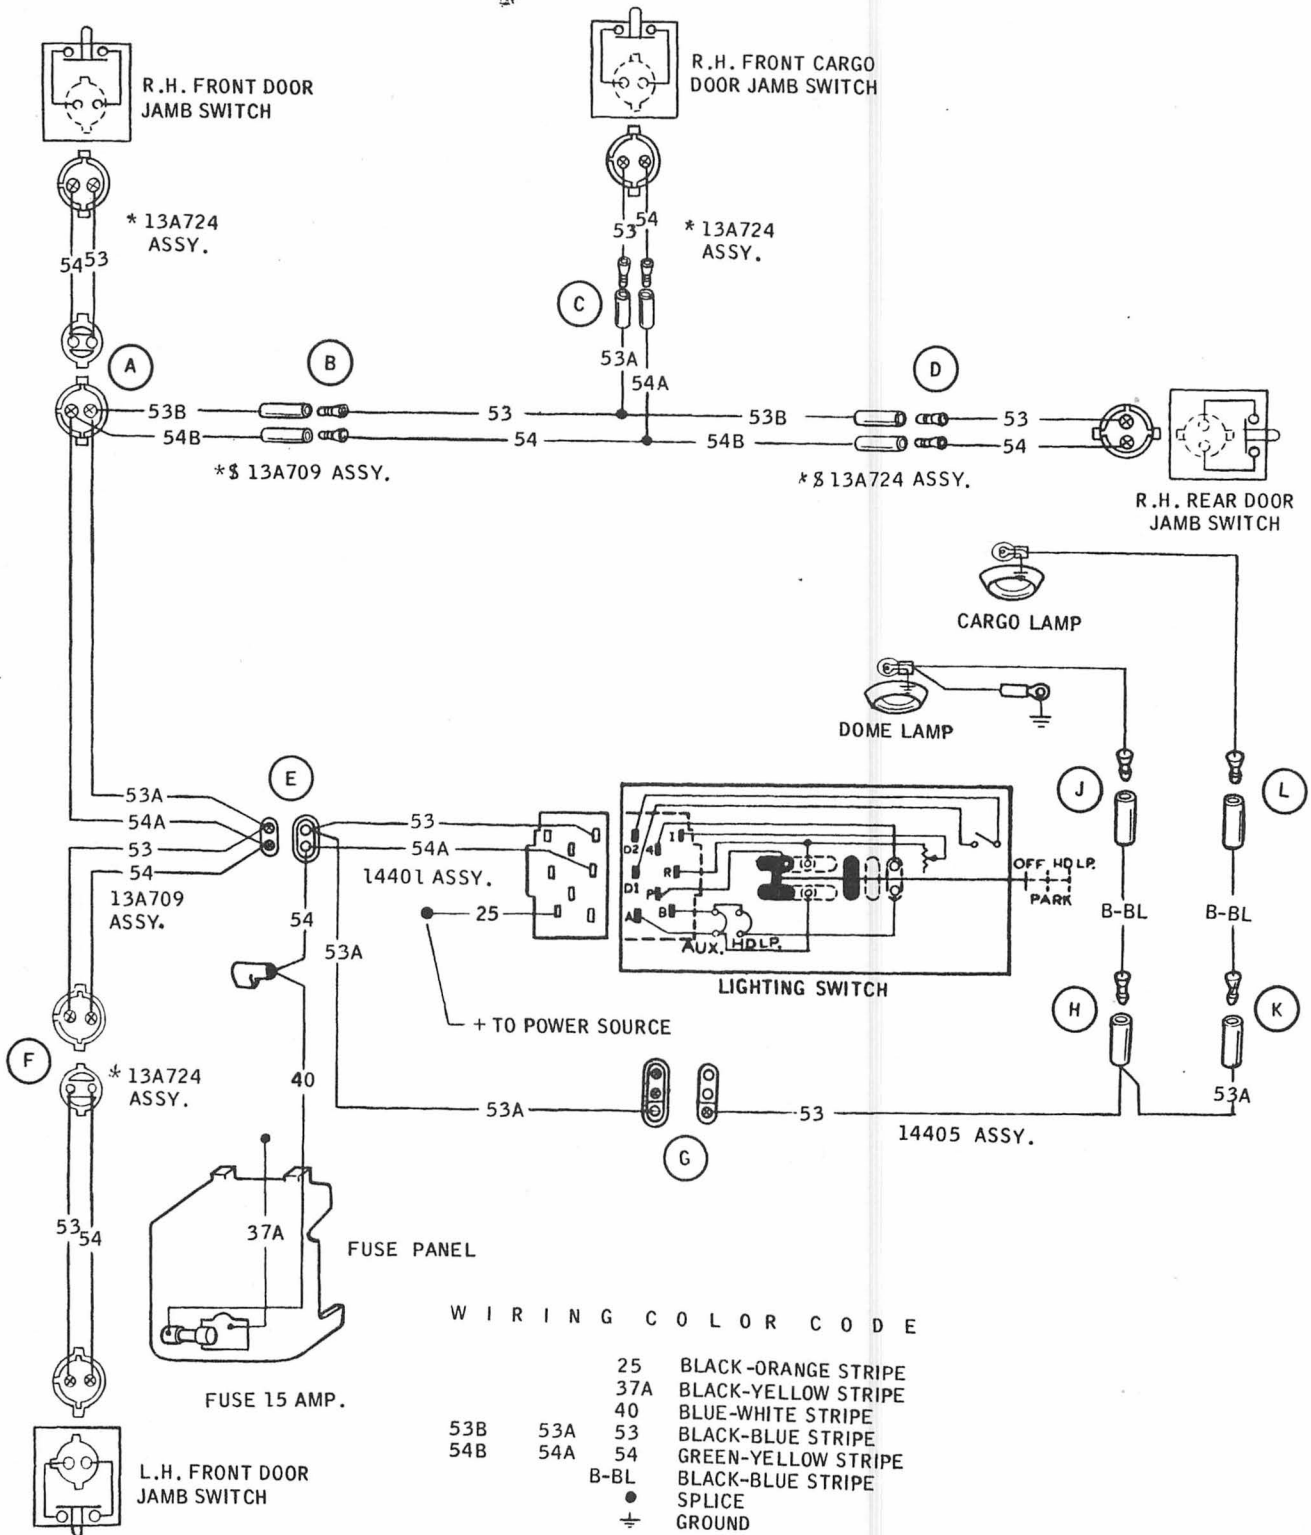 R.H. FRONT DOOR
JAMB SWITCH
R.H. FRONT CARGO
DOOR JAMB SWITCH
* 13A724
ASSY.
54 53
53 54
* 13A724
ASSY.
C
A
B
D
53A
54A
53B
53
53B
53
54B
54
54B
54
*$ 13A709 ASSY.
*$ 13A724 ASSY.
R.H. REAR DOOR
JAMB SWITCH
CARGO LAMP
DOME LAMP
E
J
L
53A
54A
53
54
13A709
ASSY.
53
54A
14401 ASSY.
25
54
53A
D2 4 I
D1 R
P
A B
AUX. HDLP.
OFF HDLP.
PARK
LIGHTING SWITCH
B-BL
B-BL
+ TO POWER SOURCE
H
K
F
* 13A724
ASSY.
40
53A
53
53A
14405 ASSY.
G
53 54
37A
FUSE PANEL
FUSE 15 AMP.
L.H. FRONT DOOR
JAMB SWITCH
WIRING COLOR CODE
25 BLACK-ORANGE STRIPE
37A BLACK-YELLOW STRIPE
40 BLUE-WHITE STRIPE
53B 53A 53 BLACK-BLUE STRIPE
54B 54A 54 GREEN-YELLOW STRIPE
B-BL BLACK-BLUE STRIPE
SPLICE
GROUND